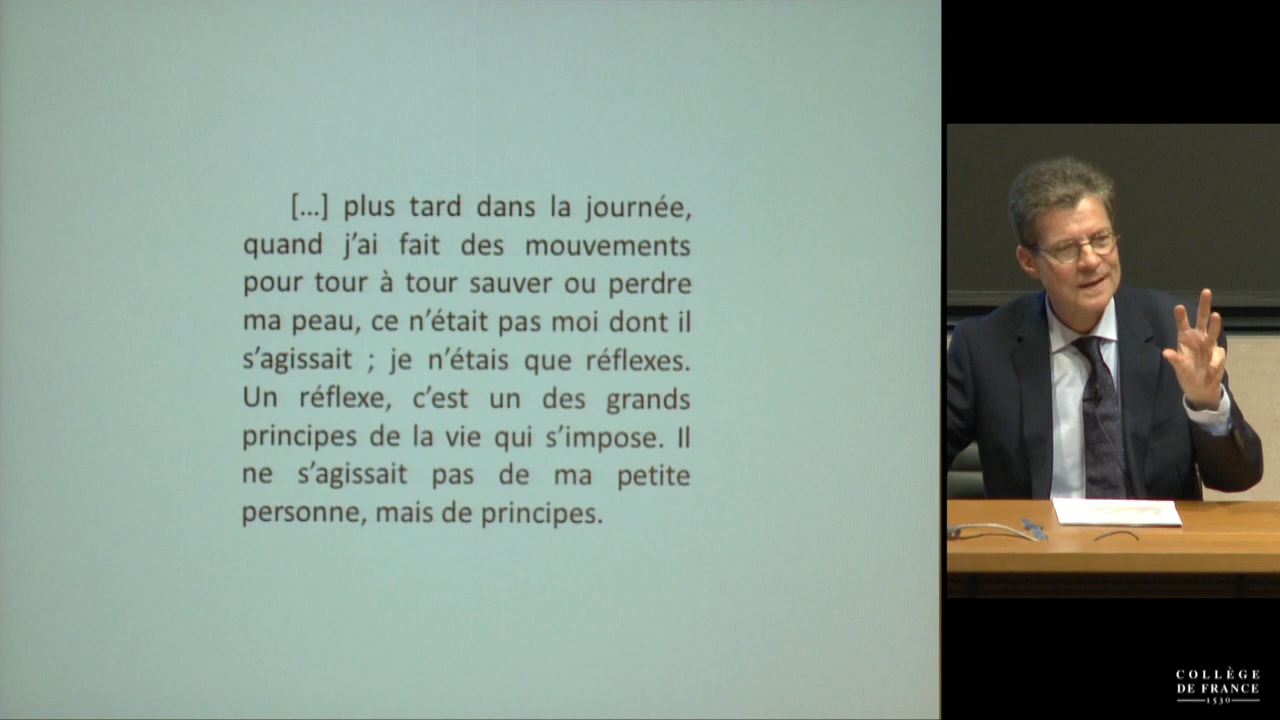 [...] plus tard dans la journée,
quand j'ai fait des mouvements
pour tour à tour sauver ou perdre
ma peau, ce n'était pas moi dont il
s'agissait ; je n'étais que réflexes.
Un réflexe, c'est un des grands
principes de la vie qui s'impose. Il
ne s'agissait pas de ma petite
personne, mais de principes.
COLLÈGE
DE FRANCE
1530